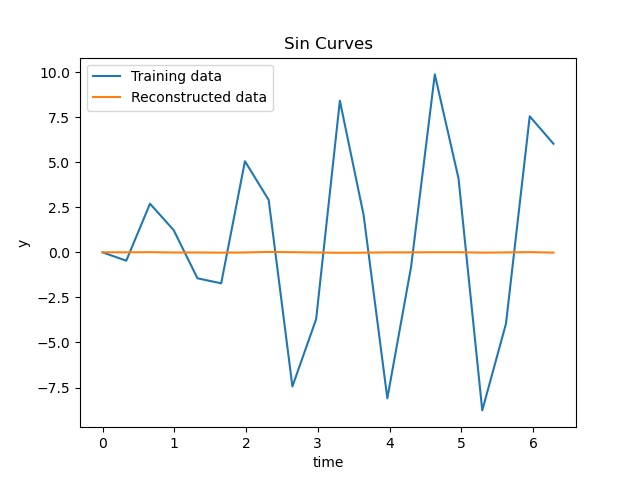 Sin Curves
Training data
Reconstructed data
10.0
7.5
5.0
2.5
0.0
−2.5
−5.0
−7.5
y
0 1 2 3 4 5 6
time